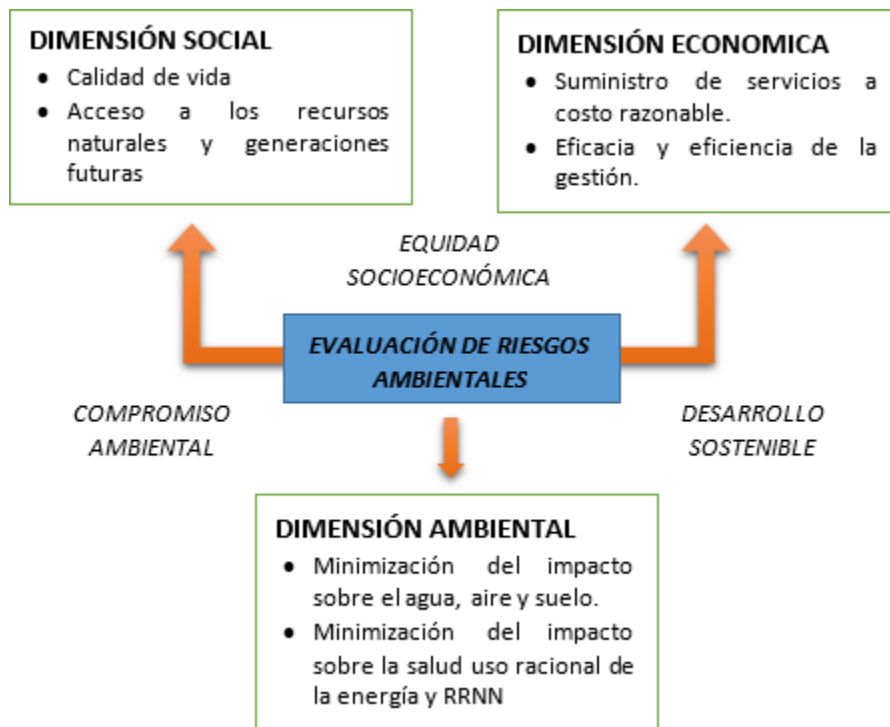 DIMENSIÓN SOCIAL
● Calidad de vida
● Acceso a los recursos
naturales y generaciones
futuras
DIMENSIÓN ECONOMICA
● Suministro de servicios a
costo razonable.
● Eficacia y eficiencia de la
gestión.
EQUIDAD
SOCIOECONÓMICA
EVALUACIÓN DE RIESGOS
AMBIENTALES
COMPROMISO
AMBIENTAL
DESARROLLO
SOSTENIBLE
DIMENSIÓN AMBIENTAL
● Minimización del impacto
sobre el agua, aire y suelo.
● Minimización del impacto
sobre la salud uso racional de
la energía y RRNN